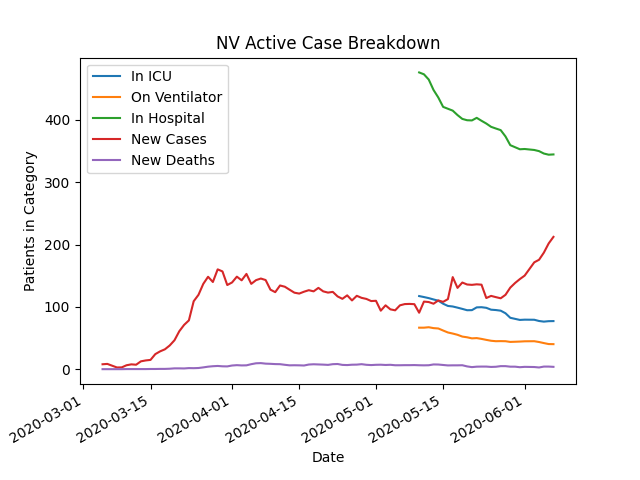 NV Active Case Breakdown
In ICU
On Ventilator
In Hospital
New Cases
New Deaths
Patients in Category
400
300
200
100
0
2020-03-01
2020-03-15
2020-04-01
2020-04-15
2020-05-01
2020-05-15
2020-06-01
Date